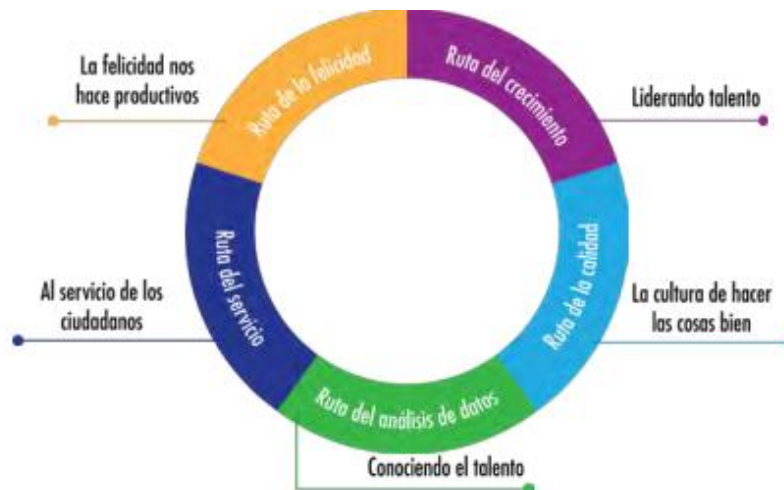 La felicidad nos
hace productivos
Ruta de la felicidad
Ruta del crecimiento
Liderando talento
Al servicio de los
ciudadanos
Ruta del servicio
Ruta de la calidad
La cultura de hacer
las cosas bien
Ruta del análisis de datos
Conociendo el talento